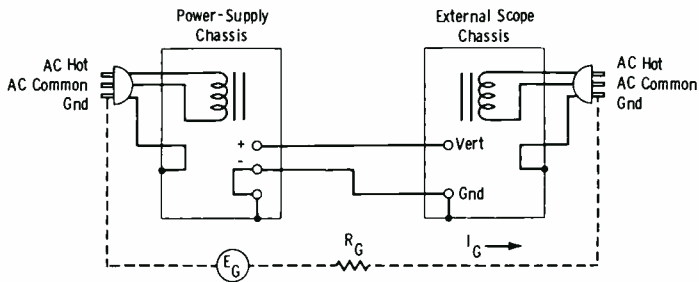 Power-Supply
Chassis
External Scope
Chassis
AC Hot
AC Common
Gnd
AC Hot
AC Common
Gnd
+
Vert
-
Gnd
E G
R G
I G